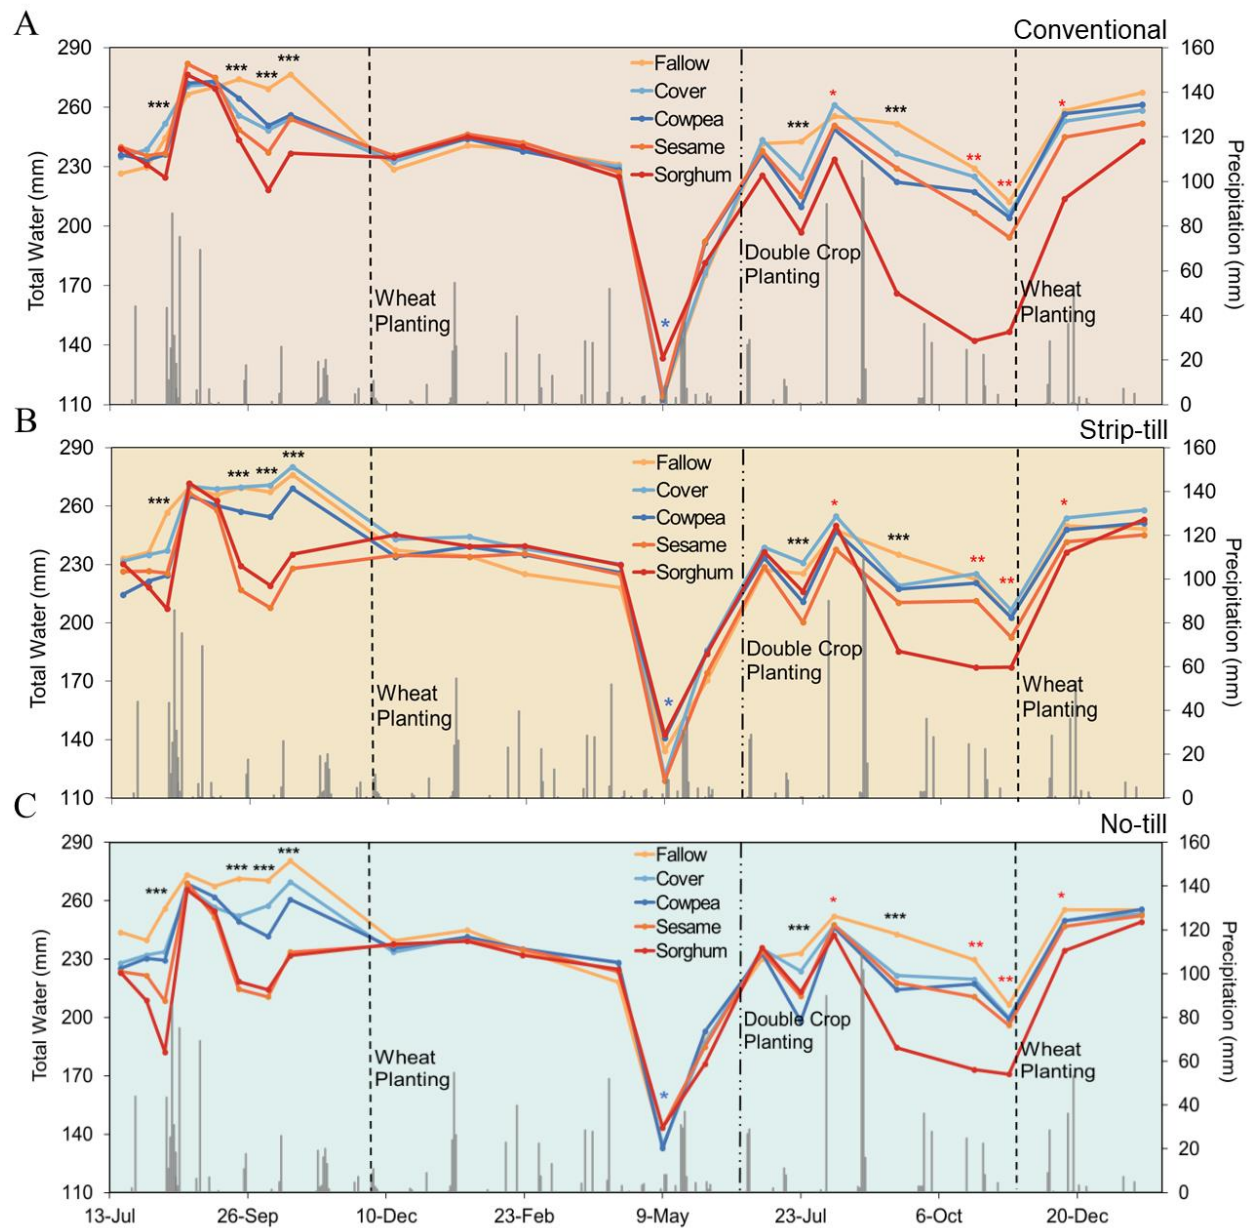 A
Conventional
290
260
230
200
170
140
110
Total Water (mm)
160
140
120
100
80
60
40
20
0
Precipitation (mm)
Fallow
Cover
Cowpea
Sesame
Sorghum
***
***
***
***
*
***
*
***
**
**
*
Wheat
Planting
Double Crop
Planting
Wheat
Planting
B
Strip-till
290
260
230
200
170
140
110
Total Water (mm)
160
140
120
100
80
60
40
20
0
Precipitation (mm)
Fallow
Cover
Cowpea
Sesame
Sorghum
***
***
***
***
*
***
*
***
**
**
*
Wheat
Planting
Double Crop
Planting
Wheat
Planting
C
No-till
290
260
230
200
170
140
110
Total Water (mm)
160
140
120
100
80
60
40
20
0
Precipitation (mm)
Fallow
Cover
Cowpea
Sesame
Sorghum
***
***
***
***
*
***
*
***
**
**
*
Wheat
Planting
Double Crop
Planting
Wheat
Planting
13-Jul
26-Sep
10-Dec
23-Feb
9-May
23-Jul
6-Oct
20-Dec